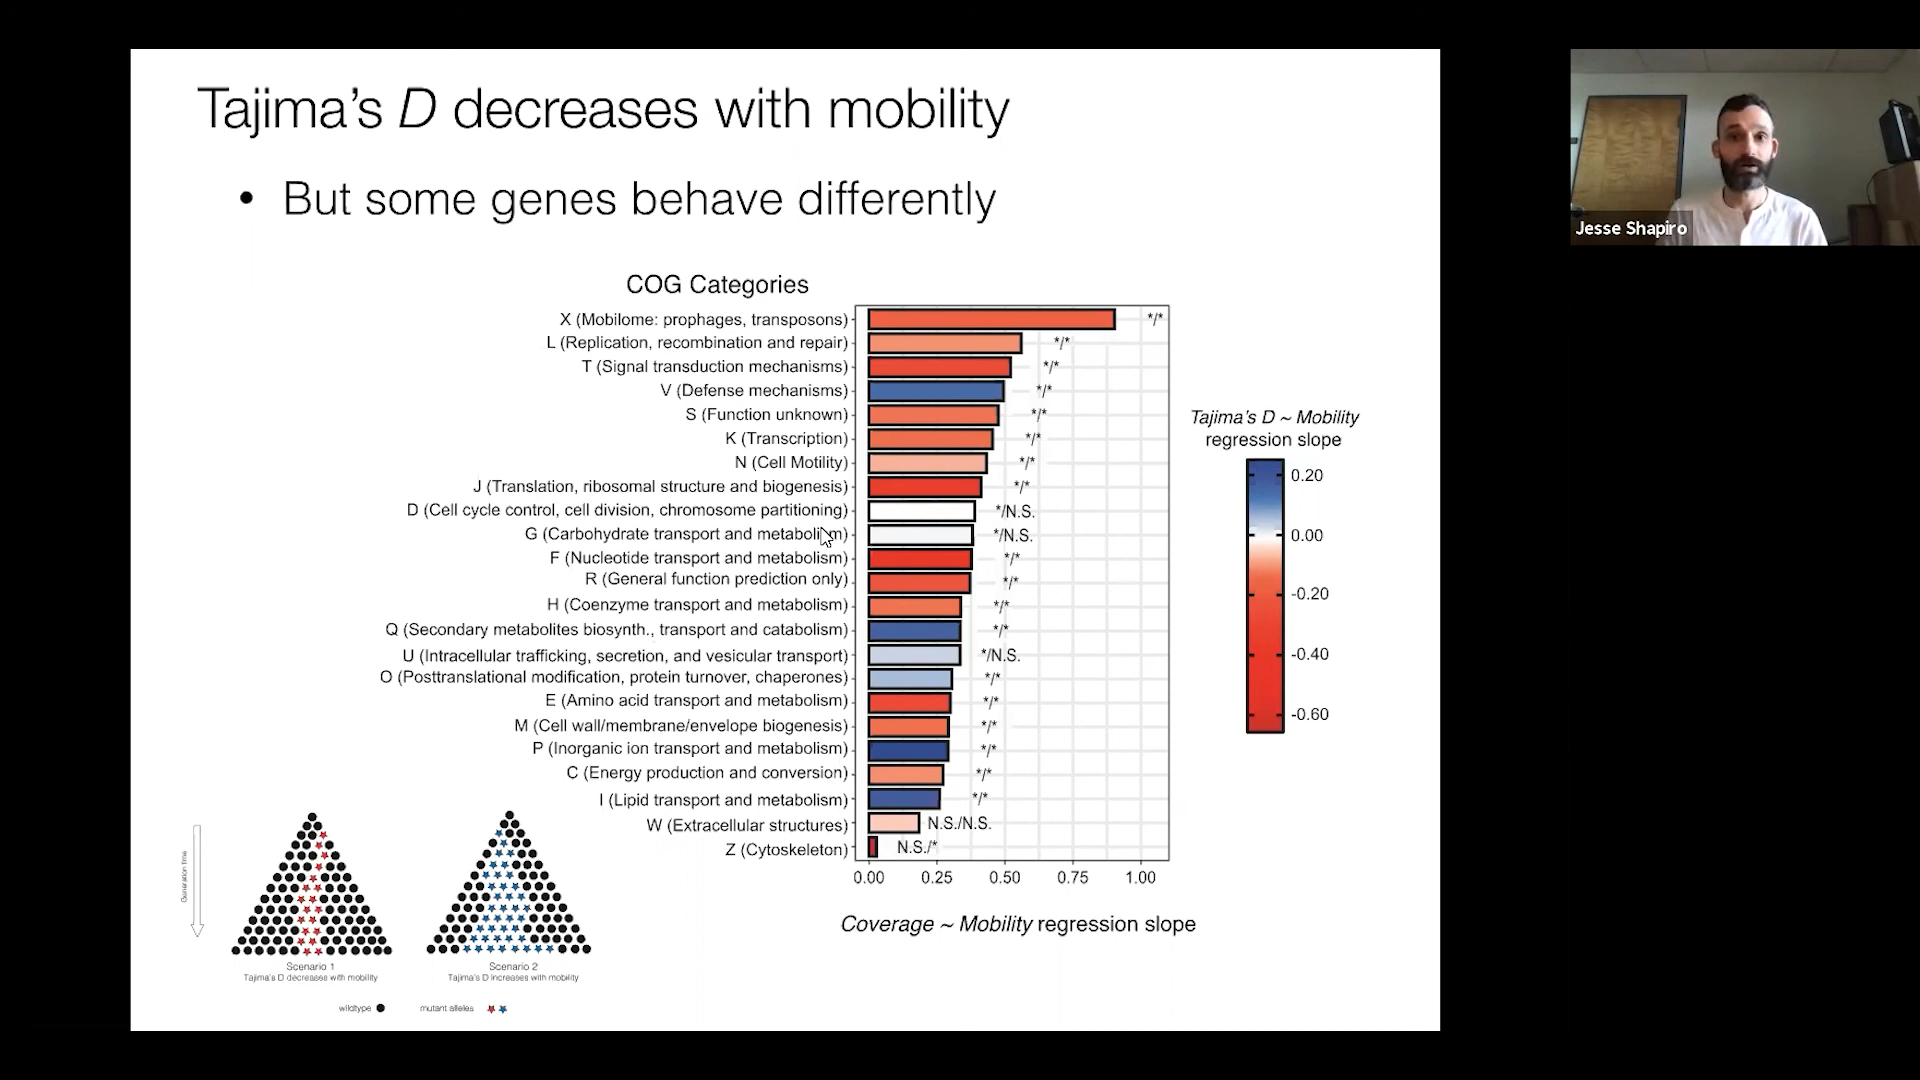 Tajima's D decreases with mobility
• But some genes behave differently
COG Categories
X (Mobilome: prophages, transposons)
*/*
L (Replication, recombination and repair)
*/*
T (Signal transduction mechanisms)
*/*
V (Defense mechanisms)
*/*
S (Function unknown)
*/*
K (Transcription)
*/*
N (Cell Motility)
*/*
J (Translation, ribosomal structure and biogenesis)
*/*
D (Cell cycle control, cell division, chromosome partitioning)
*/N.S.
G (Carbohydrate transport and metabolism)
*/N.S.
F (Nucleotide transport and metabolism)
*/*
R (General function prediction only)
*/*
H (Coenzyme transport and metabolism)
*/*
Q (Secondary metabolites biosynth., transport and catabolism)
*/*
U (Intracellular trafficking, secretion, and vesicular transport)
*/N.S.
O (Posttranslational modification, protein turnover, chaperones)
*/*
E (Amino acid transport and metabolism)
*/*
M (Cell wall/membrane/envelope biogenesis)
*/*
P (Inorganic ion transport and metabolism)
*/*
C (Energy production and conversion)
*/*
I (Lipid transport and metabolism)
*/*
W (Extracellular structures)
N.S./N.S.
Z (Cytoskeleton)
N.S./*
0.00 0.25 0.50 0.75 1.00
Coverage ~ Mobility regression slope
Tajima's D ~ Mobility
regression slope
0.20
0.00
-0.20
-0.40
-0.60
Generation time
Scenario 1
Tajima's D decreases with mobility
Scenario 2
Tajima's D increases with mobility
wildtype
mutant alleles
Jesse Shapiro